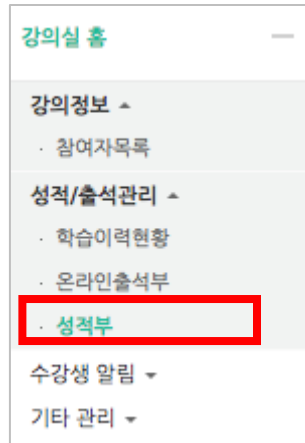 강의실 홈
강의정보
· 참여자목록
성적/출석관리
· 학습이력현황
· 온라인출석부
· 성적부
수강생 알림
기타 관리